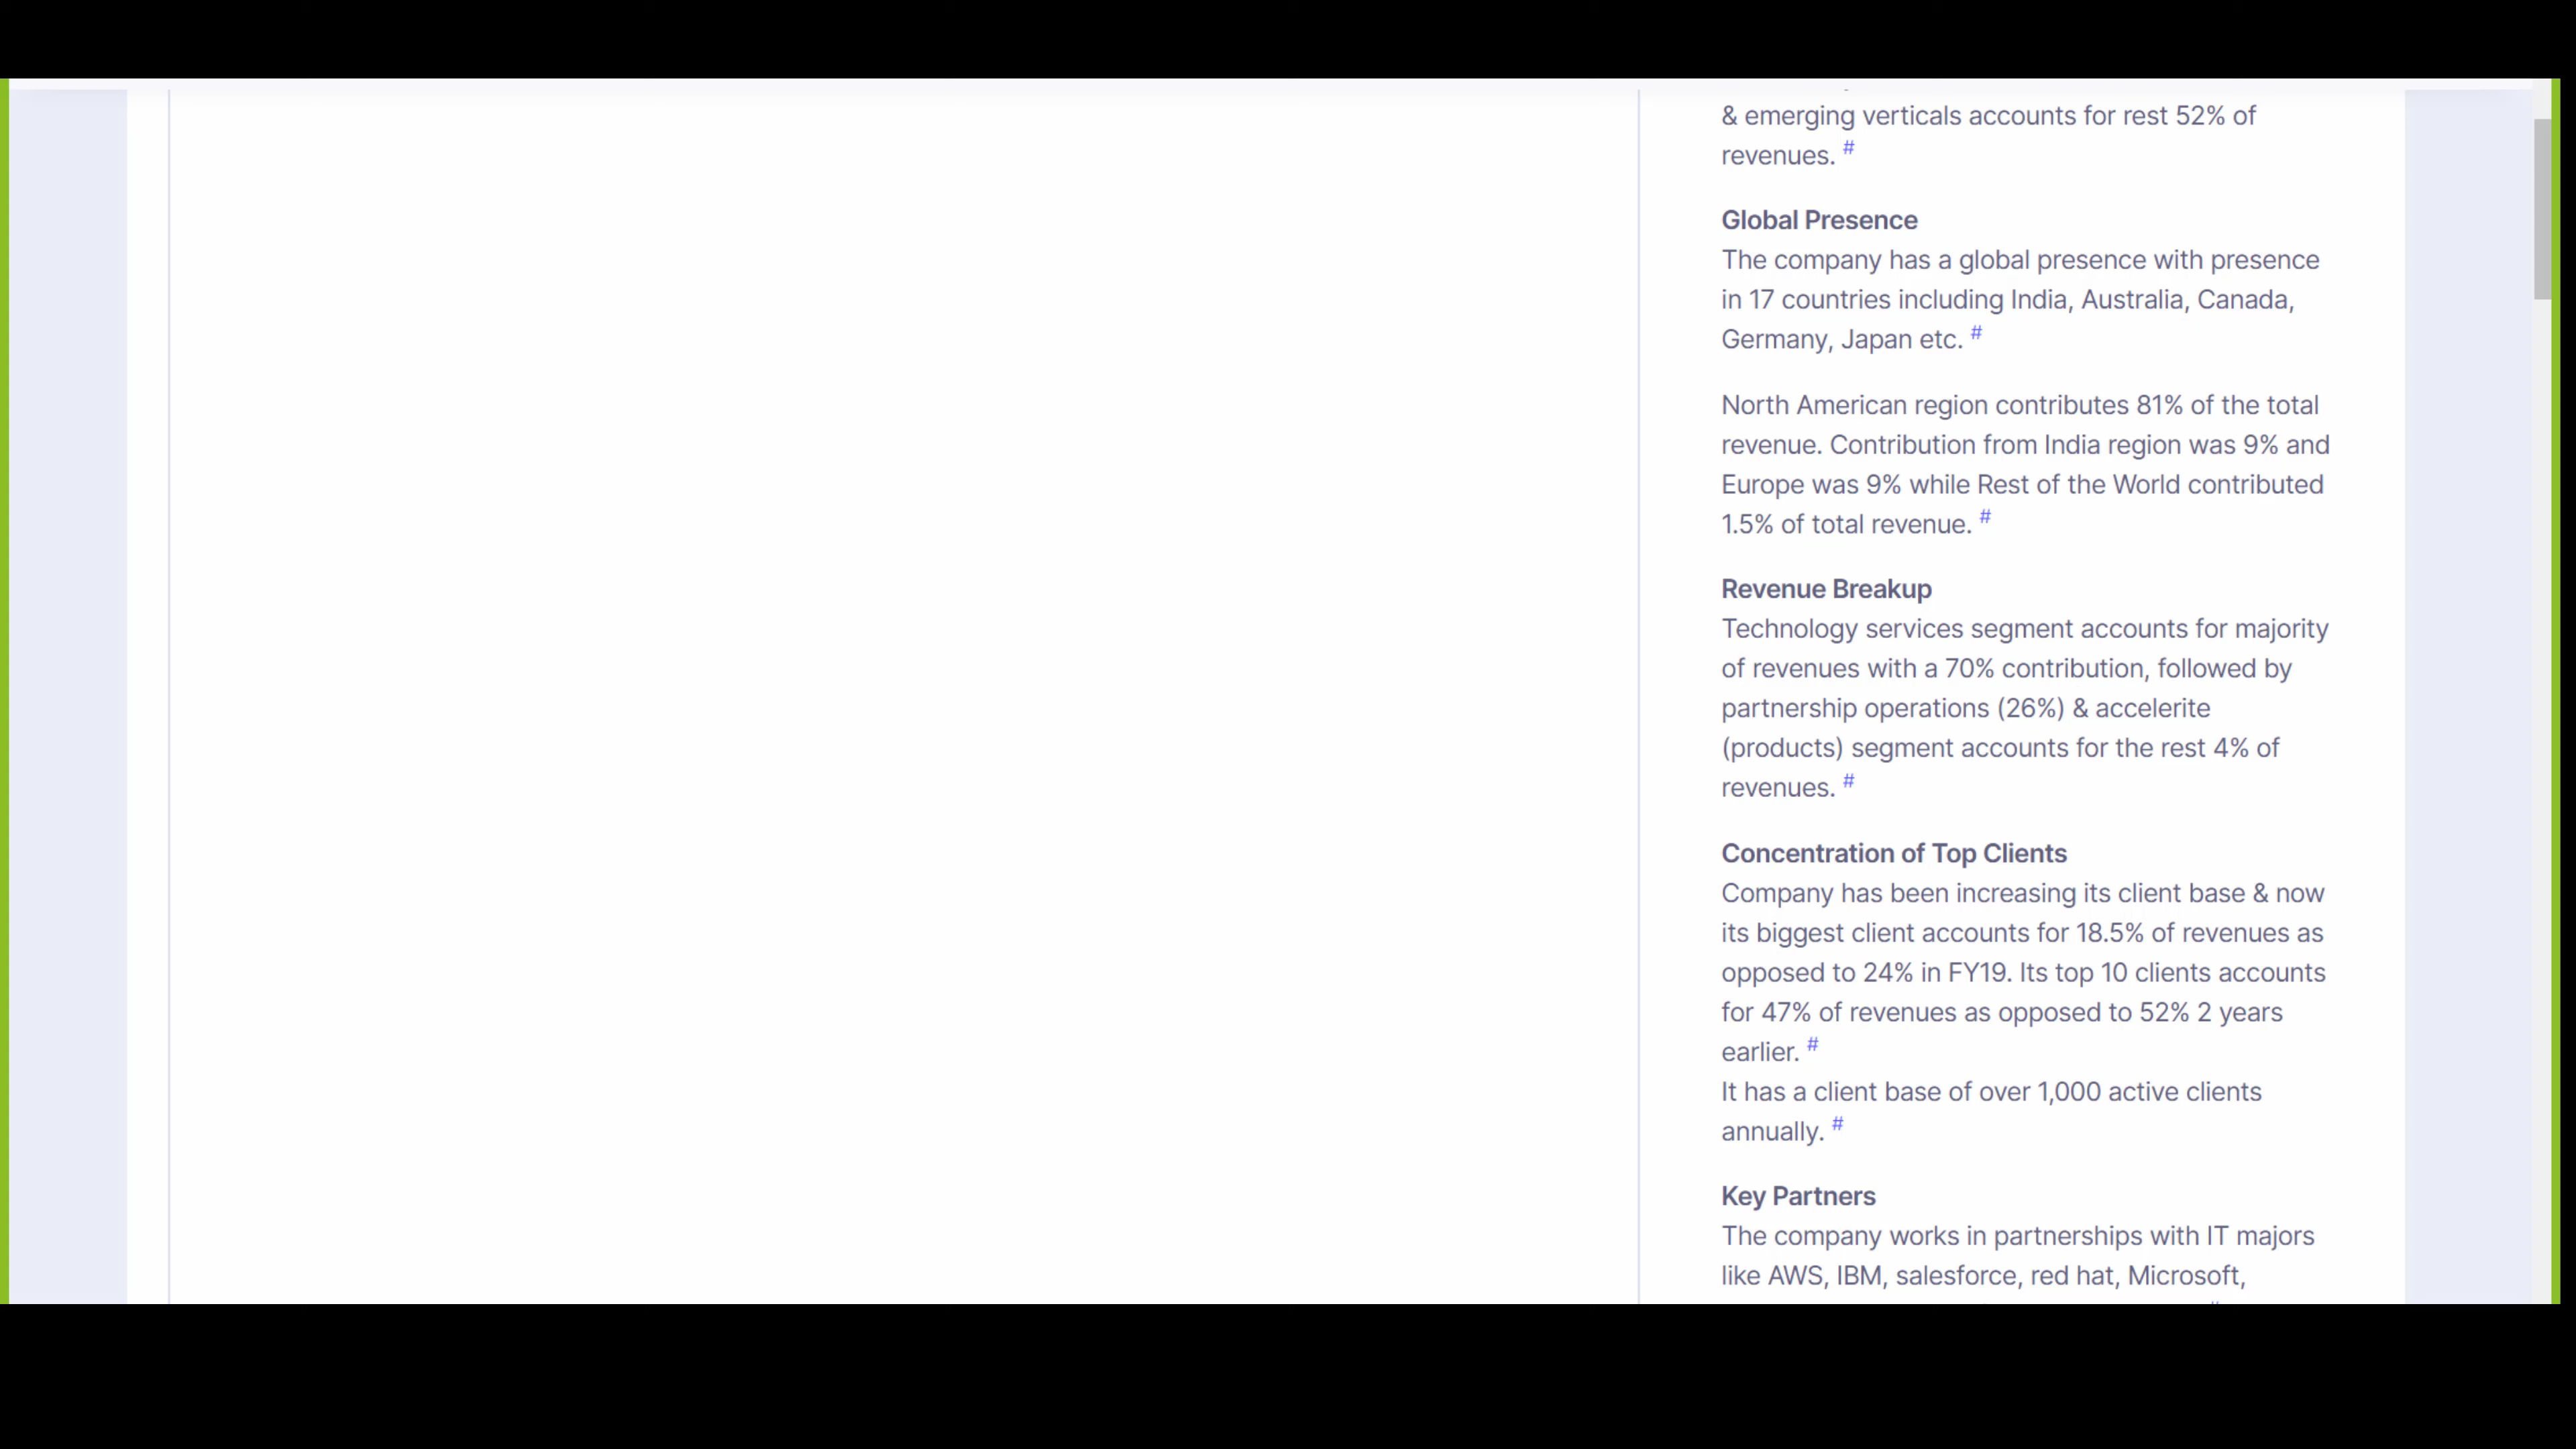 & emerging verticals accounts for rest 52% of
revenues. #
Global Presence
The company has a global presence with presence
in 17 countries including India, Australia, Canada,
Germany, Japan etc. #
North American region contributes 81% of the total
revenue. Contribution from India region was 9% and
Europe was 9% while Rest of the World contributed
1.5% of total revenue. #
Revenue Breakup
Technology services segment accounts for majority
of revenues with a 70% contribution, followed by
partnership operations (26%) & accelerite
(products) segment accounts for the rest 4% of
revenues. #
Concentration of Top Clients
Company has been increasing its client base & now
its biggest client accounts for 18.5% of revenues as
opposed to 24% in FY19. Its top 10 clients accounts
for 47% of revenues as opposed to 52% 2 years
earlier. #
It has a client base of over 1,000 active clients
annually. #
Key Partners
The company works in partnerships with IT majors
like AWS, IBM, salesforce, red hat, Microsoft,